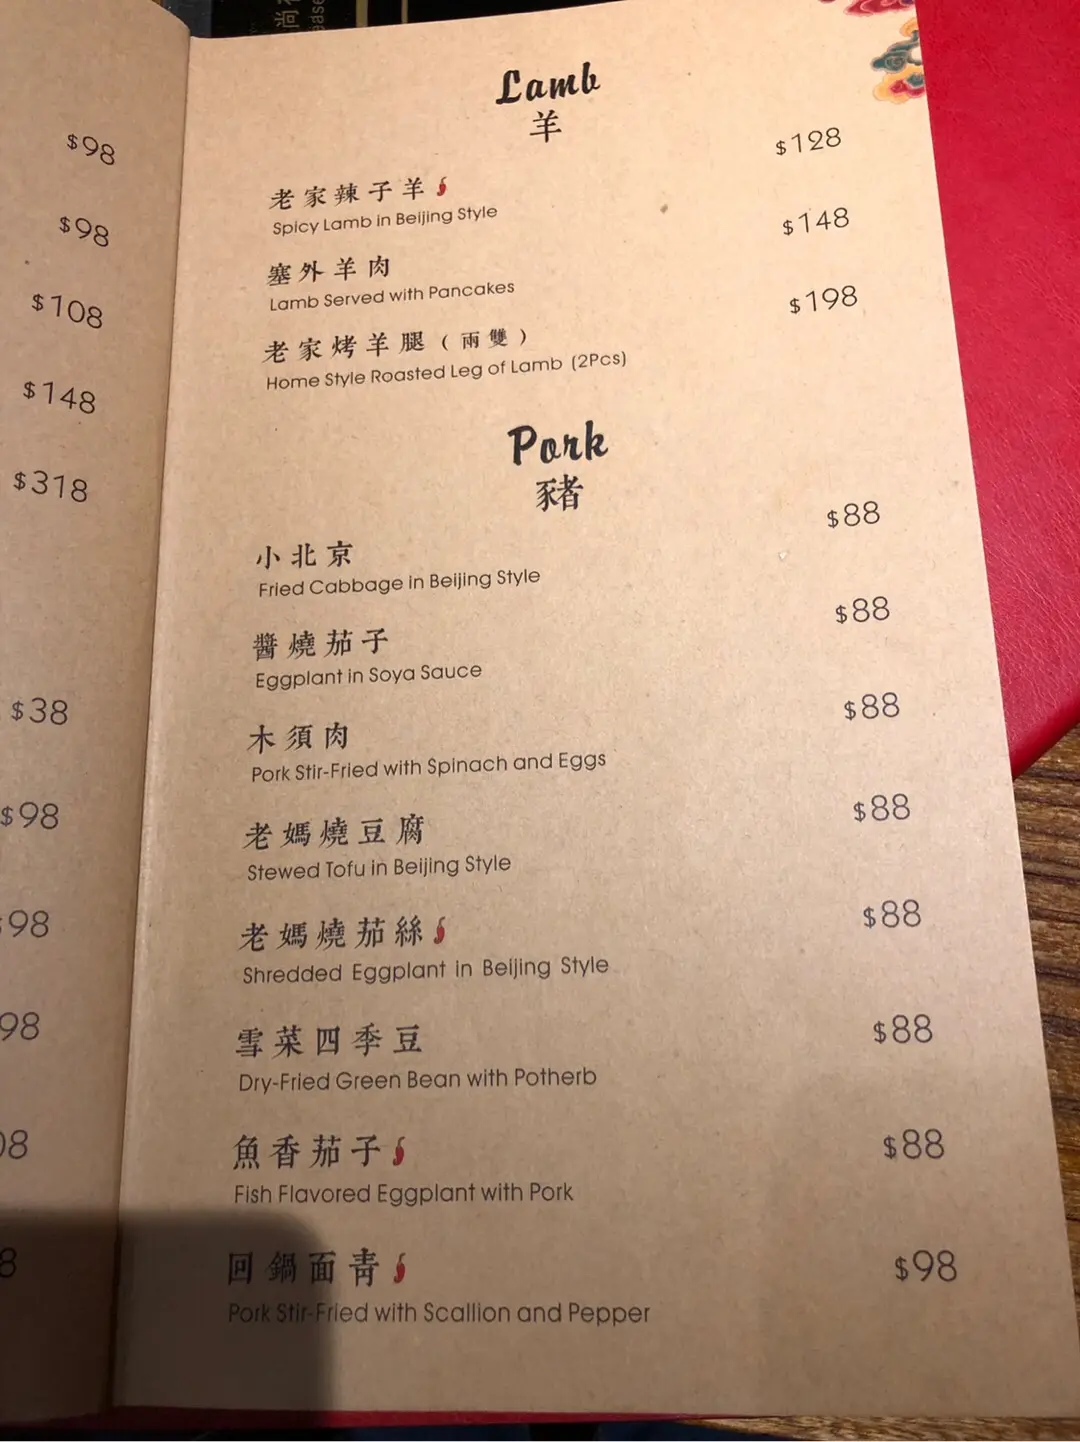 尚
$98
$98
$108
$148
$318
$38
$98
$98
98
08
8
Lamb
羊
老家辣子羊 $128
Spicy Lamb in Beijing Style
塞外羊肉 $148
Lamb Served with Pancakes
老家烤羊腿(兩雙) $198
Home Style Roasted Leg of Lamb (2Pcs)
Pork
豬
小北京 $88
Fried Cabbage in Beijing Style
醬燒茄子 $88
Eggplant in Soya Sauce
木須肉 $88
Pork Stir-Fried with Spinach and Eggs
老媽燒豆腐 $88
Stewed Tofu in Beijing Style
老媽燒茄絲 $88
Shredded Eggplant in Beijing Style
雪菜四季豆 $88
Dry-Fried Green Bean with Potherb
魚香茄子 $88
Fish Flavored Eggplant with Pork
回鍋面青 $98
Pork Stir-Fried with Scallion and Pepper